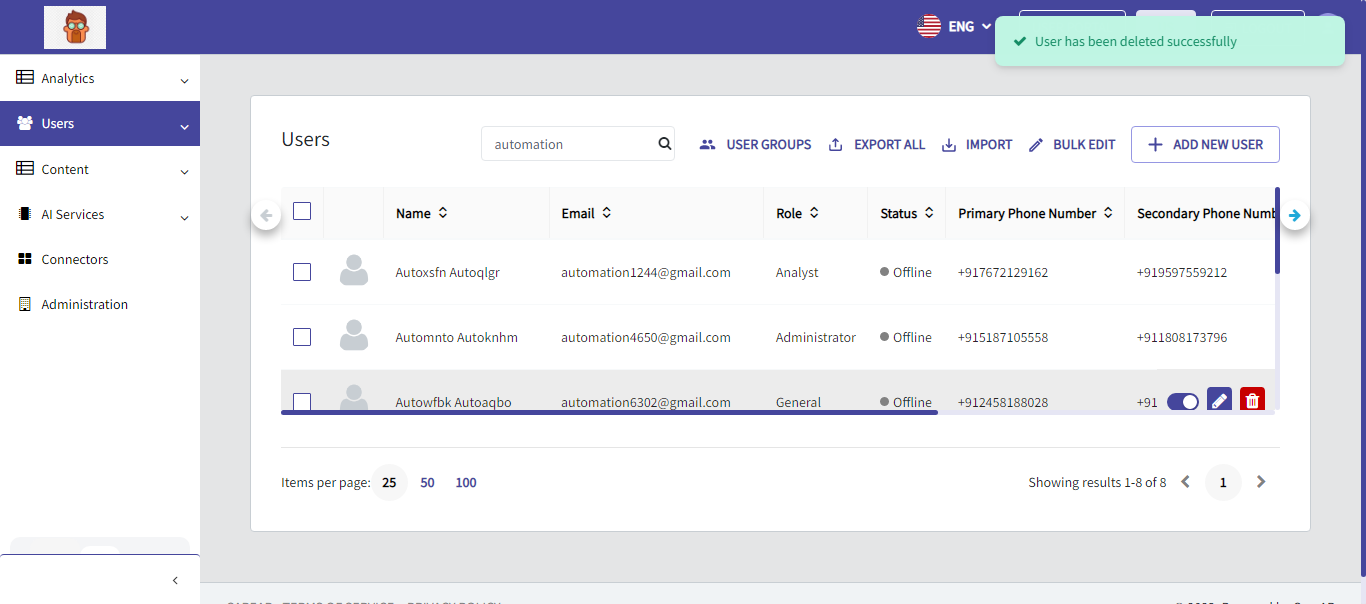 ENG
User has been deleted successfully
Analytics
Users
Content
AI Services
Connectors
Administration
Users
automation
USER GROUPS
EXPORT ALL
IMPORT
BULK EDIT
ADD NEW USER
Name Email Role Status Primary Phone Number Secondary Phone Numb
Autoxsfn Autoqlgr automation1244@gmail.com Analyst Offline +917672129162 +919597559212
Automnto Autoknhm automation4650@gmail.com Administrator Offline +915187105558 +911808173796
Autowfbk Autoaqbo automation6302@gmail.com General Offline +912458188028 +91
Items per page: 25 50 100
Showing results 1-8 of 8 1